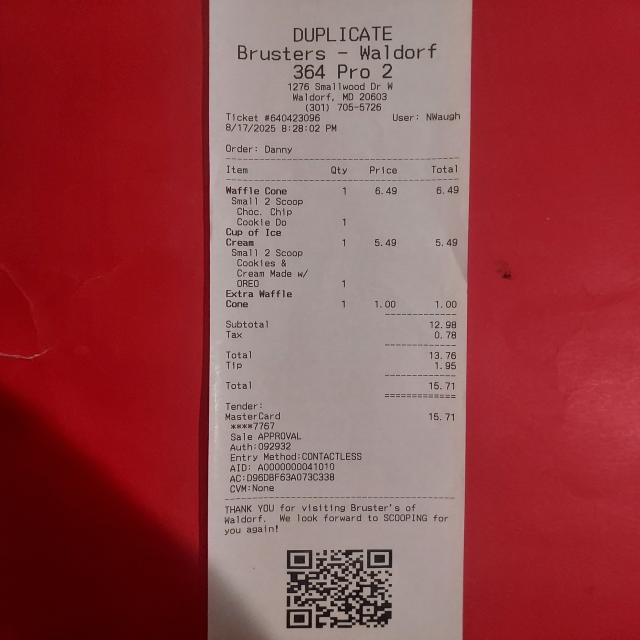 DUPLICATE
Brusters - Waldorf
364 Pro 2
1276 Smallwood Dr W
Waldorf, MD 20603
(301) 705-5726
Ticket #640423096 User: NWaugh
8/17/2025 8:28:02 PM
Order: Danny
Item Qty Price Total
Waffle Cone 1 6.49 6.49
Small 2 Scoop
Choc. Chip
Cookie Do 1
Cup of Ice
Cream 1 5.49 5.49
Small 2 Scoop
Cookies &
Cream Made w/
OREO 1
Extra Waffle
Cone 1 1.00 1.00
Subtotal 12.98
Tax 0.78
Total 13.76
Tip 1.95
Total 15.71
Tender:
MasterCard 15.71
****7767
Sale APPROVAL
Auth:092932
Entry Method:CONTACTLESS
AID: A0000000041010
AC:D96DBF63A073C338
CVM:None
THANK YOU for visiting Bruster's of
Waldorf. We look forward to SCOOPING for
you again!